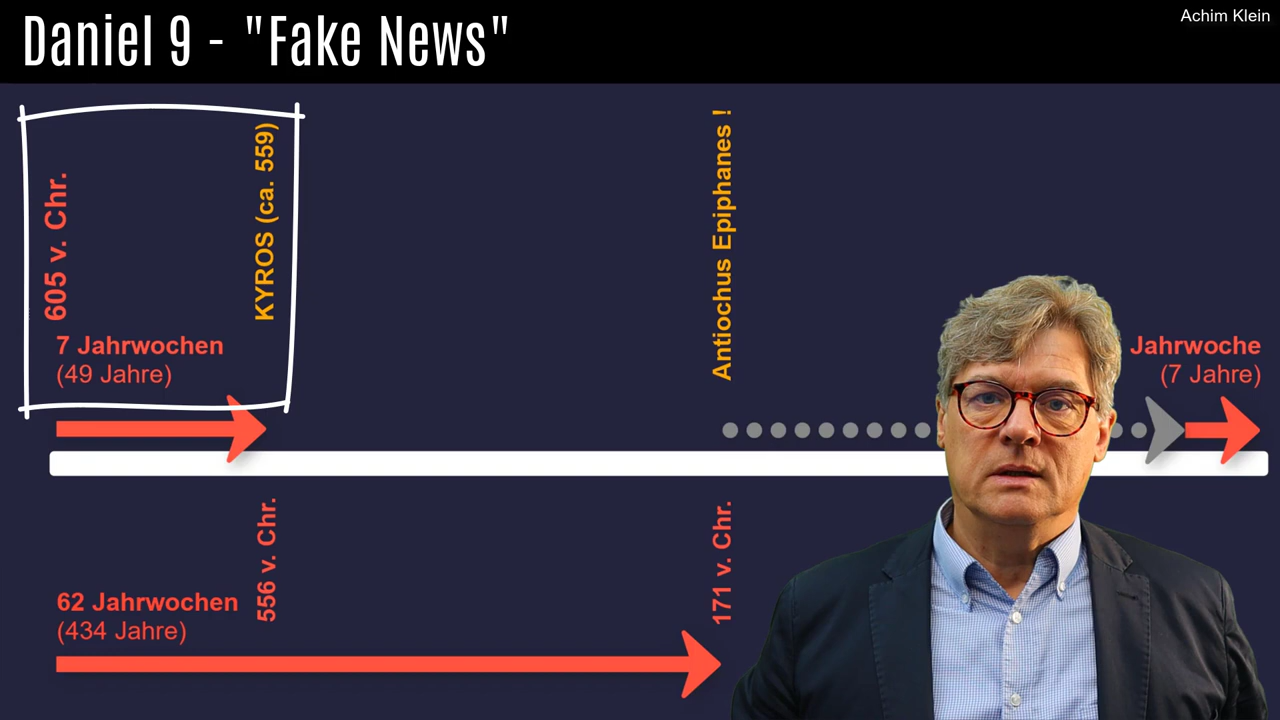 Daniel 9 - "Fake News"
Achim Klein
605 v. Chr.
KYROS (ca. 559)
Antiochus Epiphanes !
7 Jahrwochen
(49 Jahre)
Jahrwoche
(7 Jahre)
556 v. Chr.
171 v. Chr.
62 Jahrwochen
(434 Jahre)